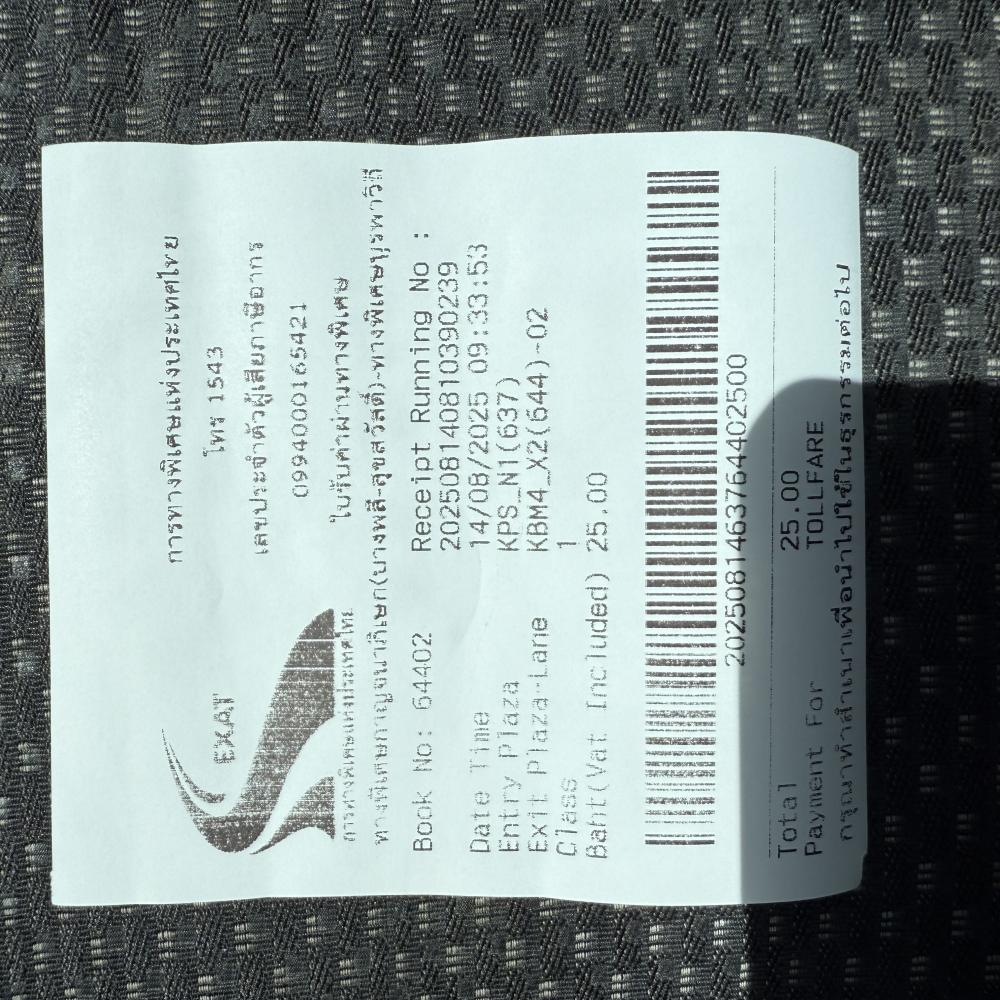 การทางพิเศษแห่งประเทศไทย
โทร 1543
EXAT
เลขประจำตัวผู้เสียภาษีอากร
0994000165421
การทางพิเศษแห่งประเทศไทย
ใบรับค่าผ่านทางพิเศษ
ทางพิเศษกาญจนาภิเษก(บางพลี-สุขสวัสดิ์)-ทางพิเศษบูรพาวิถี
Book No: 64402 Receipt Running No :
202508140810390239
Date Time 14/08/2025 09:33:53
Entry Plaza KPS_N1(637)
Exit Plaza-Lane KBM4_X2(644)-02
Class 1
Baht(Vat Included) 25.00
2025081463764402500
Total 25.00
Payment For TOLLFARE
กรุณาทำสำเนาเพื่อนำไปใช้ในธุรกรรมต่อไป